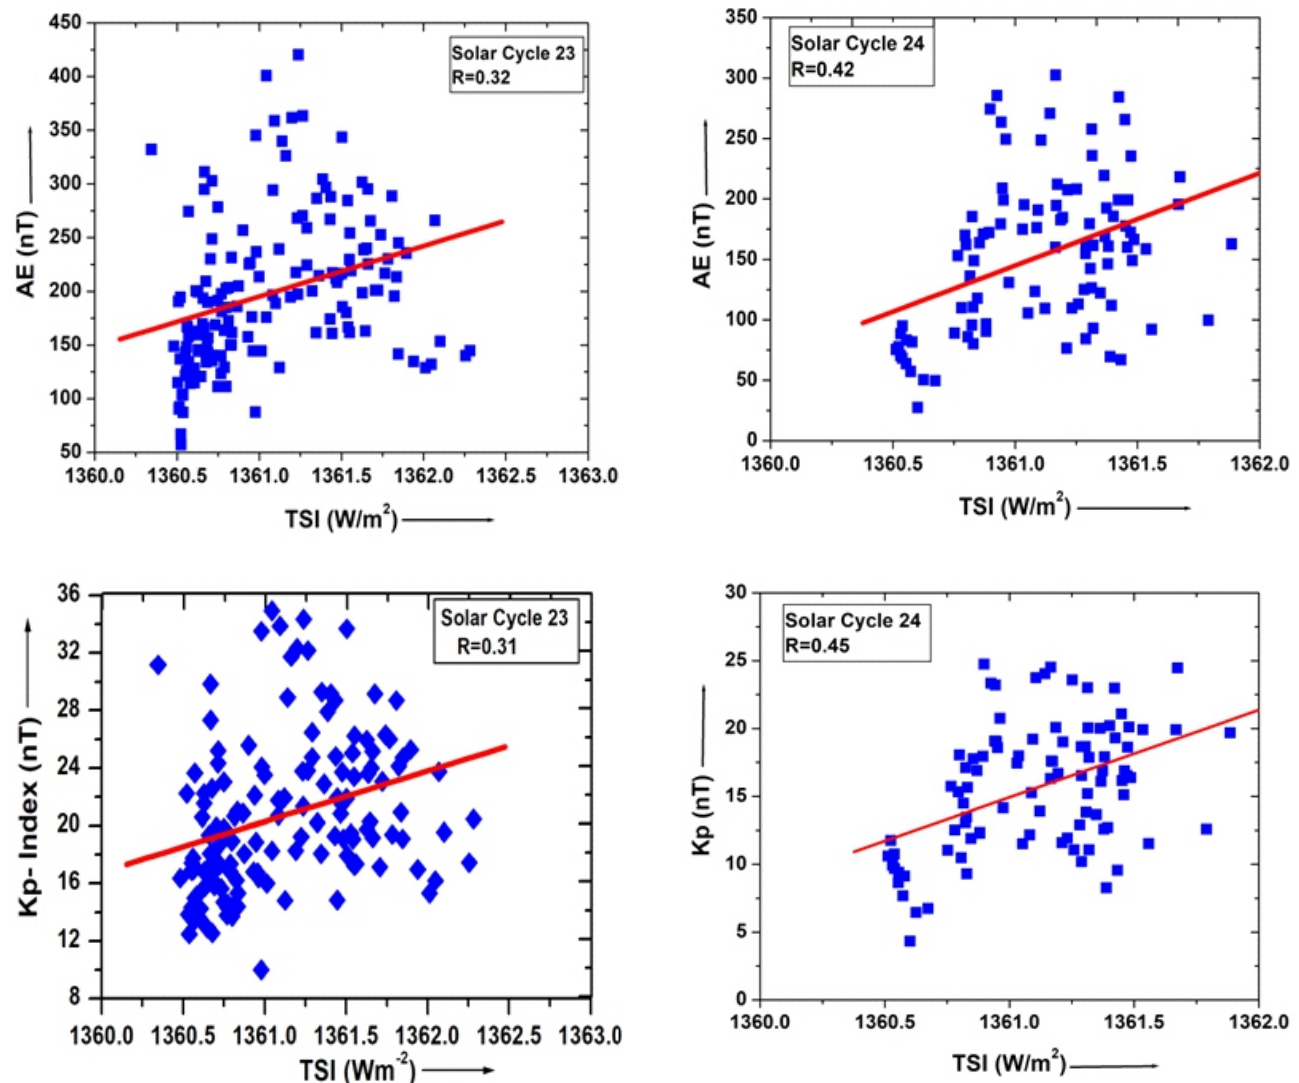 450
400
350
300
250
200
150
100
50
AE (nT)
Solar Cycle 23
R=0.32
1360.0 1360.5 1361.0 1361.5 1362.0 1362.5 1363.0
TSI (W/m²)
350
300
250
200
150
100
50
0
AE (nT)
Solar Cycle 24
R=0.42
1360.0 1360.5 1361.0 1361.5 1362.0
TSI (W/m²)
36
32
28
24
20
16
12
8
Kp- Index (nT)
Solar Cycle 23
R=0.31
1360.0 1360.5 1361.0 1361.5 1362.0 1362.5 1363.0
TSI (Wm⁻²)
30
25
20
15
10
5
0
Kp (nT)
Solar Cycle 24
R=0.45
1360.0 1360.5 1361.0 1361.5 1362.0
TSI (W/m²)